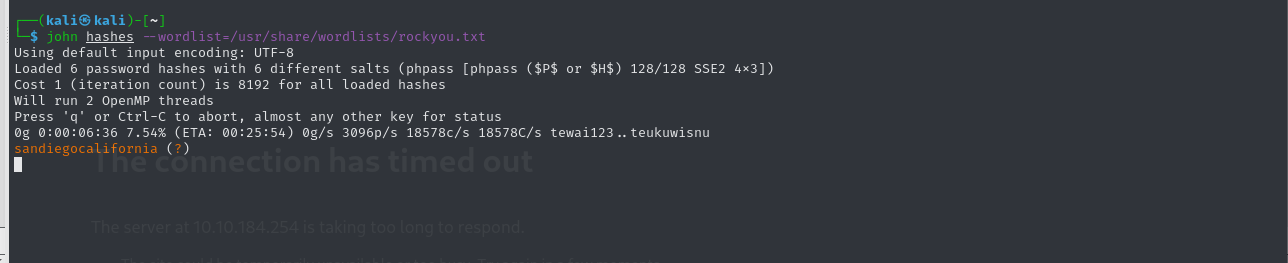 ┌──(kali㉿kali)-[~]
└─$ john hashes --wordlist=/usr/share/wordlists/rockyou.txt
Using default input encoding: UTF-8
Loaded 6 password hashes with 6 different salts (phpass [phpass ($P$ or $H$) 128/128 SSE2 4×3])
Cost 1 (iteration count) is 8192 for all loaded hashes
Will run 2 OpenMP threads
Press 'q' or Ctrl-C to abort, almost any other key for status
0g 0:00:06:36 7.54% (ETA: 00:25:54) 0g/s 3096p/s 18578c/s 18578C/s tewai123..teukuwisnu
sandiegocalifornia (?)
The connection has timed out
The server at 10.10.184.254 is taking too long to respond.